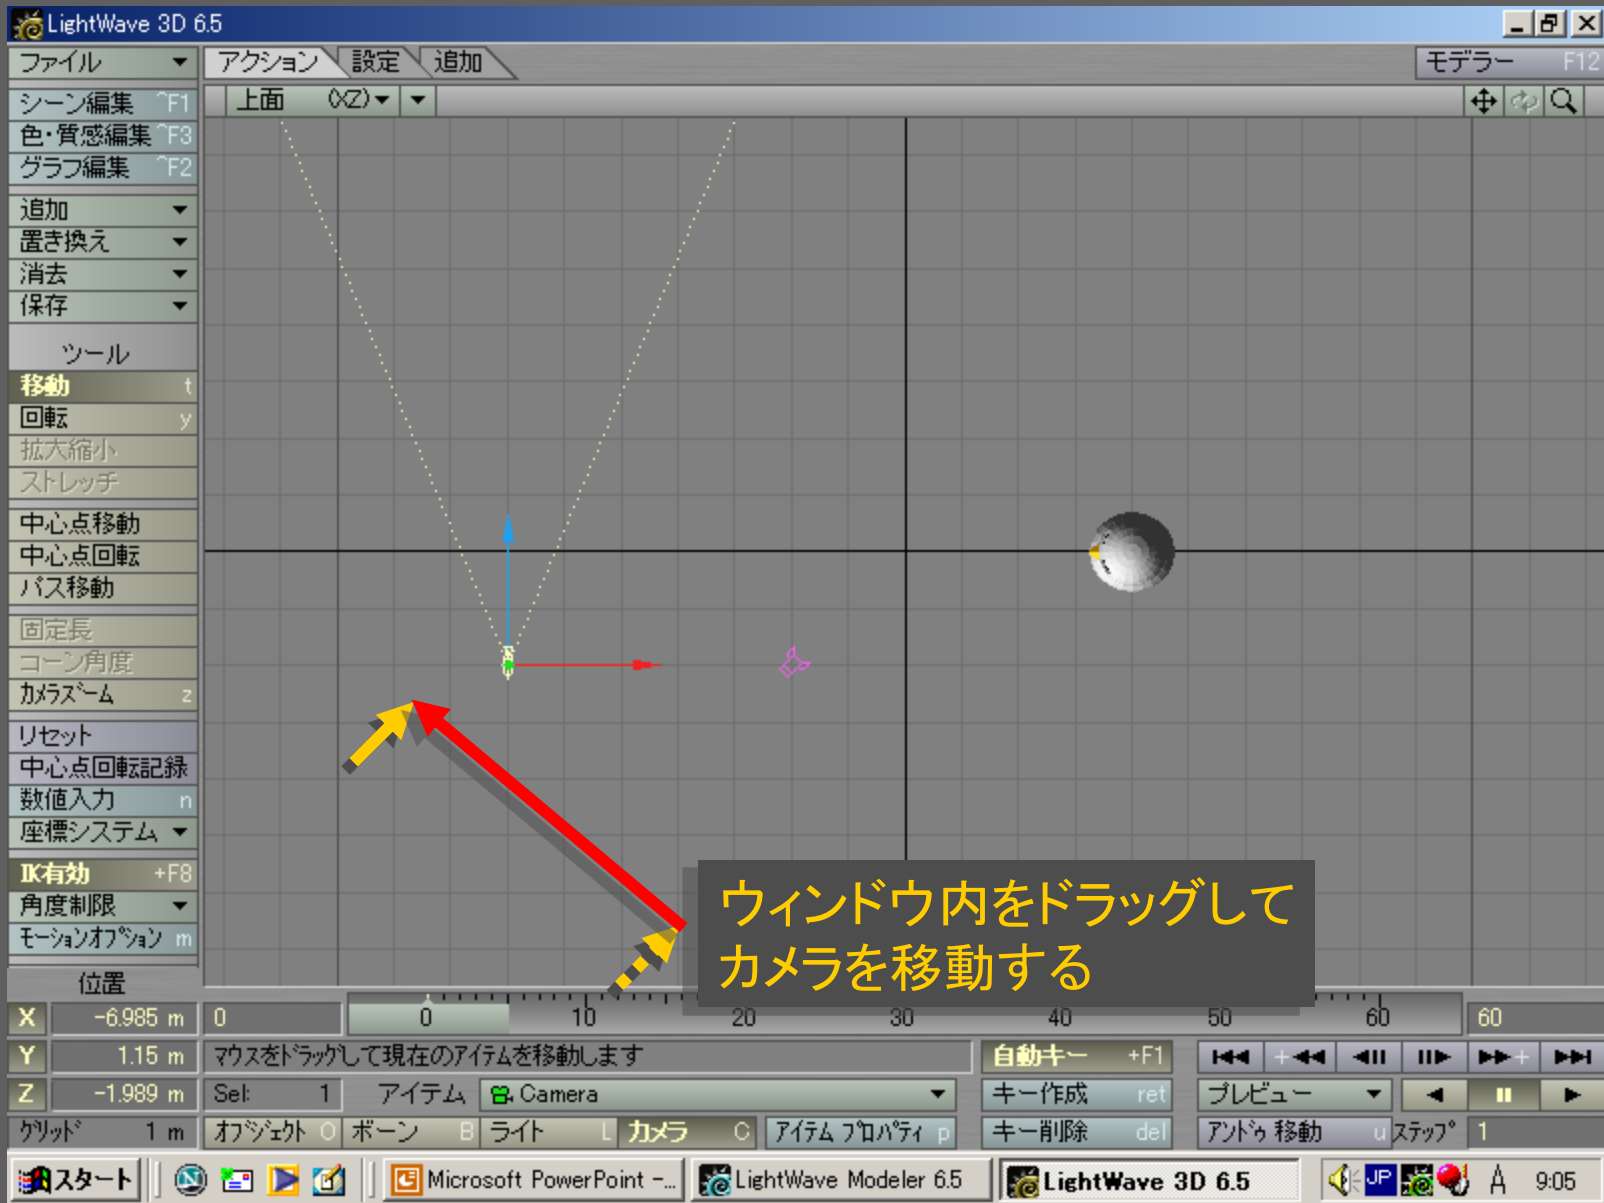 LightWave 3D 6.5
ファイル
アクション 設定 追加
モデラー F12
シーン編集 ^F1
上面 (XZ)
色・質感編集 ^F3
グラフ編集 ^F2
追加
置き換え
消去
保存
ツール
移動 t
回転 y
拡大縮小
ストレッチ
中心点移動
中心点回転
パス移動
固定長
コーン角度
カメラズーム z
リセット
中心点回転記録
数値入力 n
座標システム
IK有効 +F8
角度制限
モーションオプション m
ウィンドウ内をドラッグして
カメラを移動する
位置
X -6.985 m 0 0 10 20 30 40 50 60 60
Y 1.15 m マウスをドラッグして現在のアイテムを移動します 自動キー +F1
Z -1.989 m Sel: 1 アイテム Camera キー作成 ret プレビュー
グリッド 1 m オブジェクト O ボーン B ライト L カメラ C アイテム プロパティ p キー削除 del アンドゥ 移動 u ステップ 1
スタート Microsoft PowerPoint -... LightWave Modeler 6.5 LightWave 3D 6.5 JP A 9:05